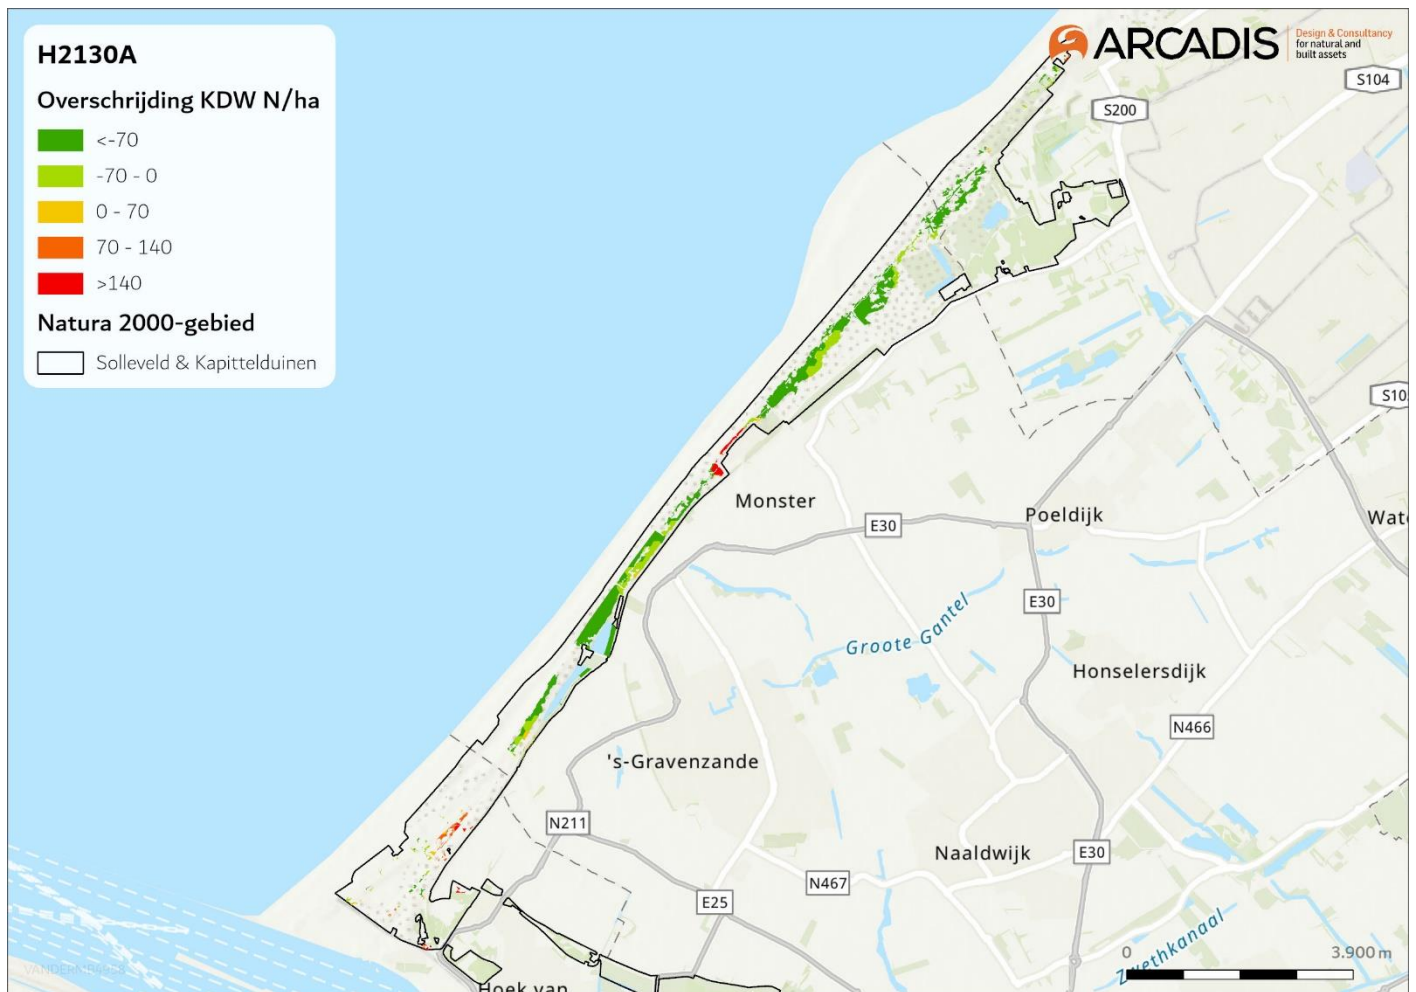 H2130A
Overschrijding KDW N/ha
<-70
-70 - 0
0 - 70
70 - 140
>140
Natura 2000-gebied
Solleveld & Kapittelduinen
ARCADIS
Design & Consultancy
for natural and
built assets
S104
S200
S10
Monster
E30
Poeldijk
Wat
E30
Groote Gantel
Honselersdijk
N466
's-Gravenzande
N211
Naaldwijk
E30
N467
E25
Zwethkanaal
0
3.900 m
Hoek van